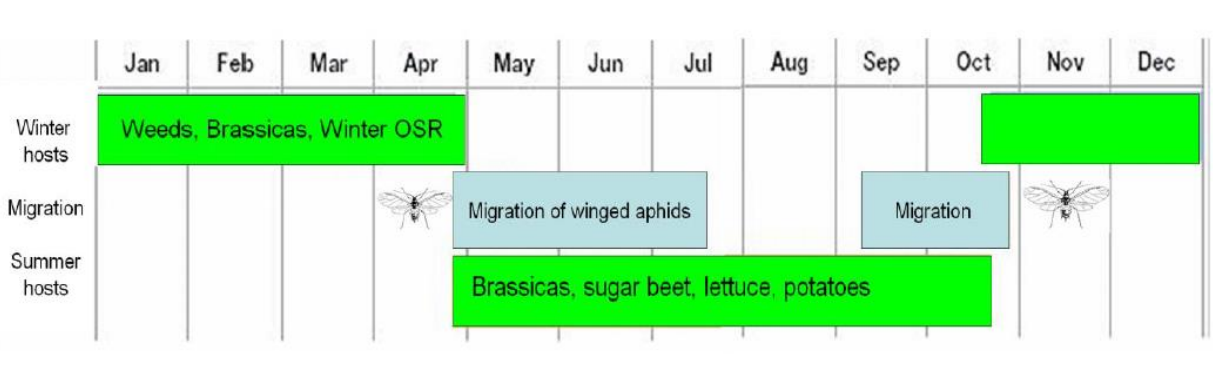 Jan Feb Mar Apr May Jun Jul Aug Sep Oct Nov Dec
Winter
hosts
Weeds, Brassicas, Winter OSR
Migration
Migration of winged aphids
Migration
Summer
hosts
Brassicas, sugar beet, lettuce, potatoes